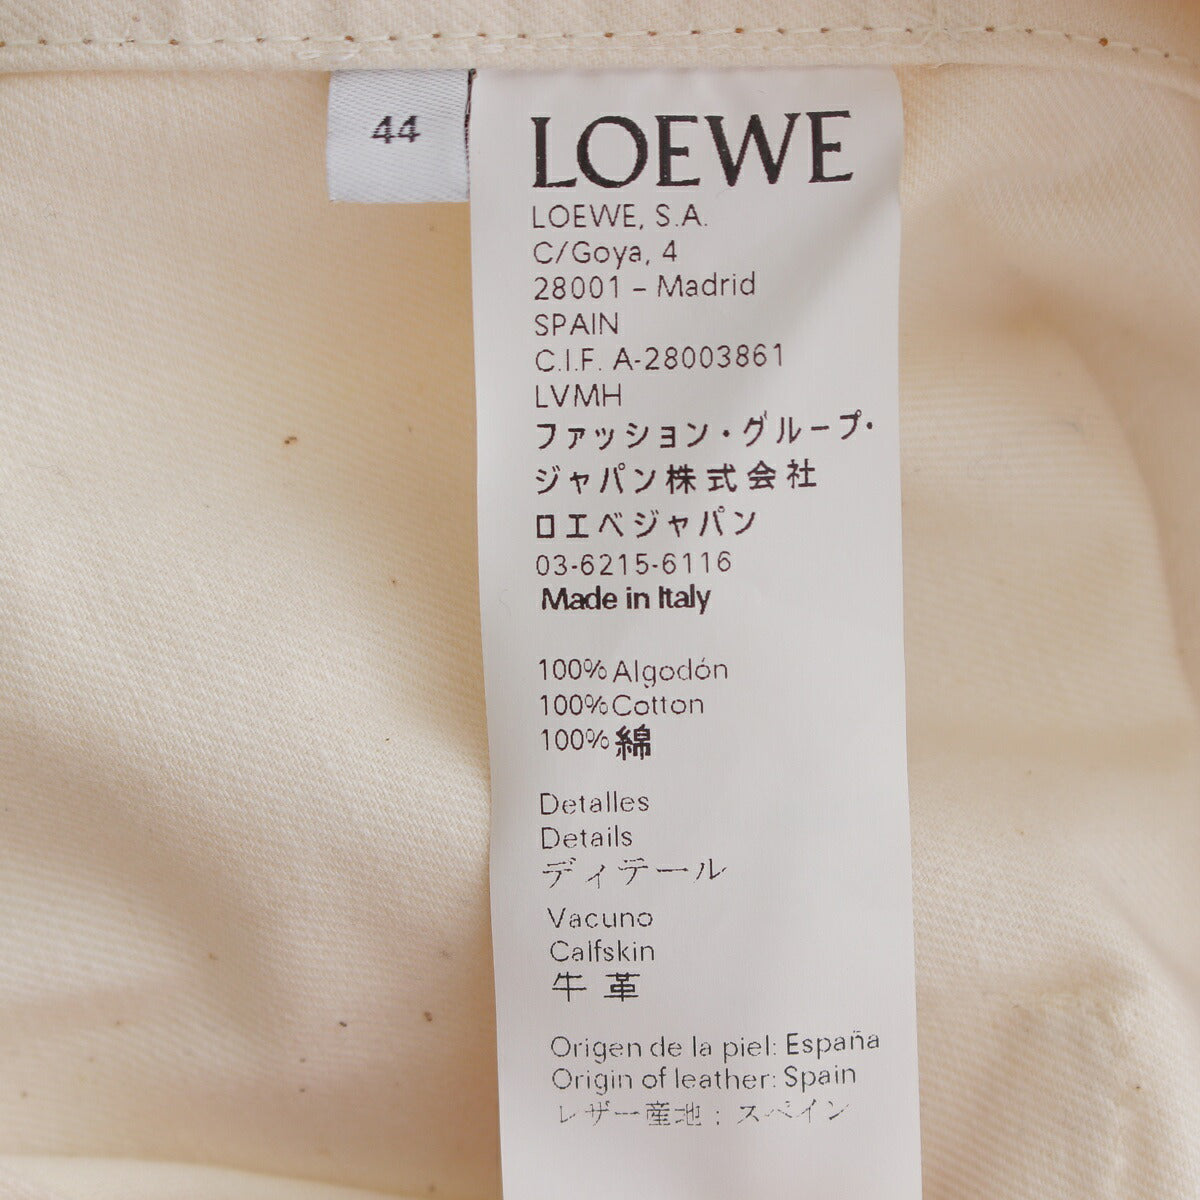 44
LOEWE
LOEWE, S.A.
C/Goya, 4
28001 – Madrid
SPAIN
C.I.F. A-28003861
LVMH
ファッション・グループ・
ジャパン株式会社
ロエベジャパン
03-6215-6116
Made in Italy
100% Algodón
100% Cotton
100% 綿
Detalles
Details
ディテール
Vacuno
Calfskin
牛革
Origen de la piel: España
Origin of leather: Spain
レザー産地：スペイン